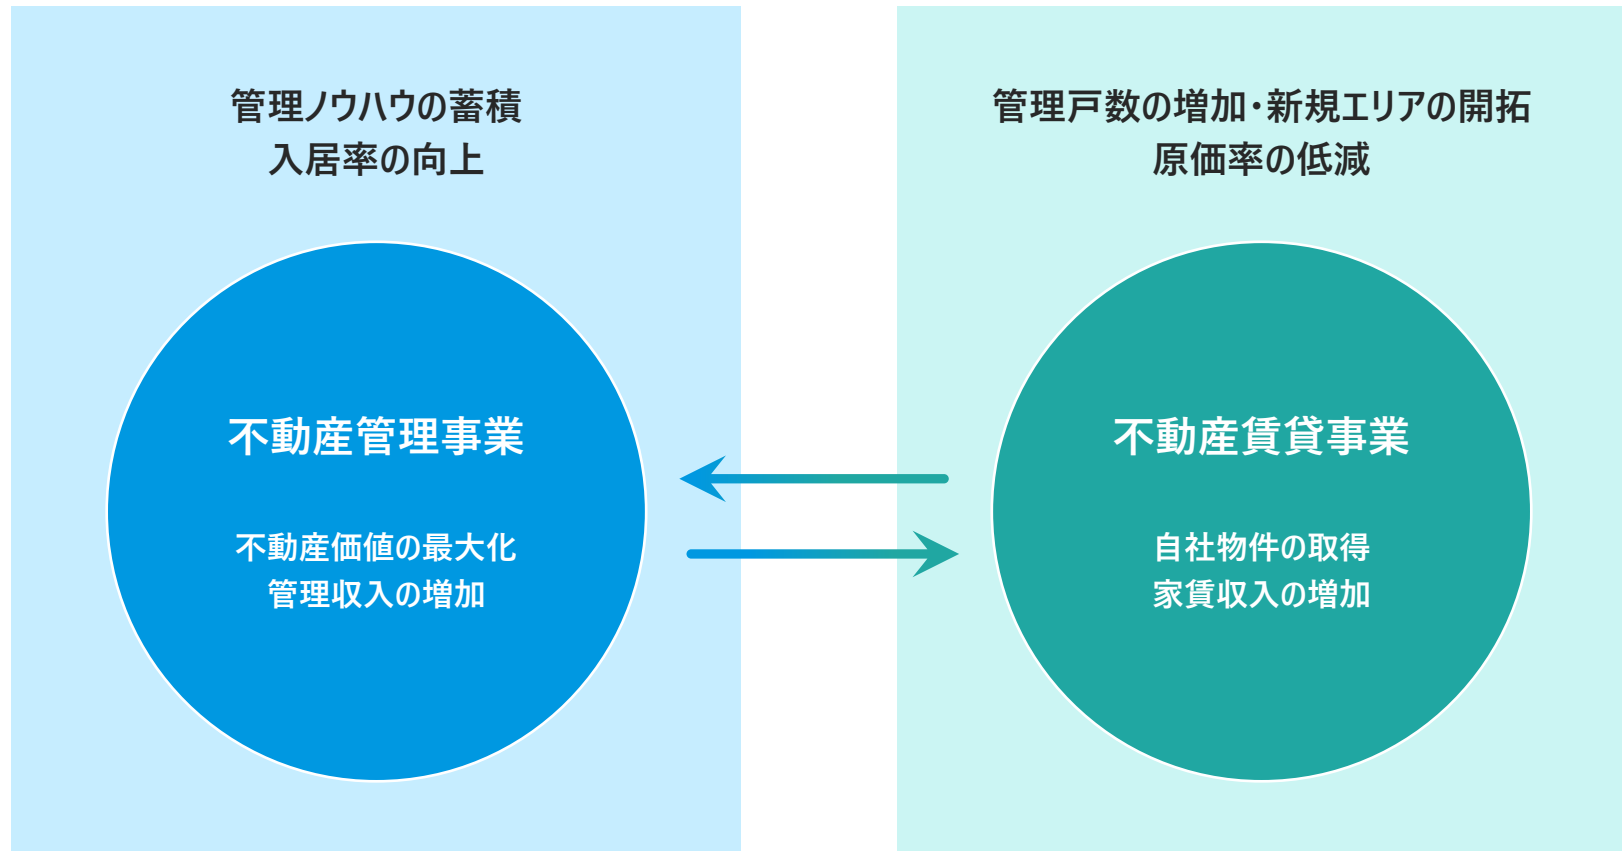 管理ノウハウの蓄積
入居率の向上
不動産管理事業
不動産価値の最大化
管理収入の増加
管理戸数の増加・新規エリアの開拓
原価率の低減
不動産賃貸事業
自社物件の取得
家賃収入の増加